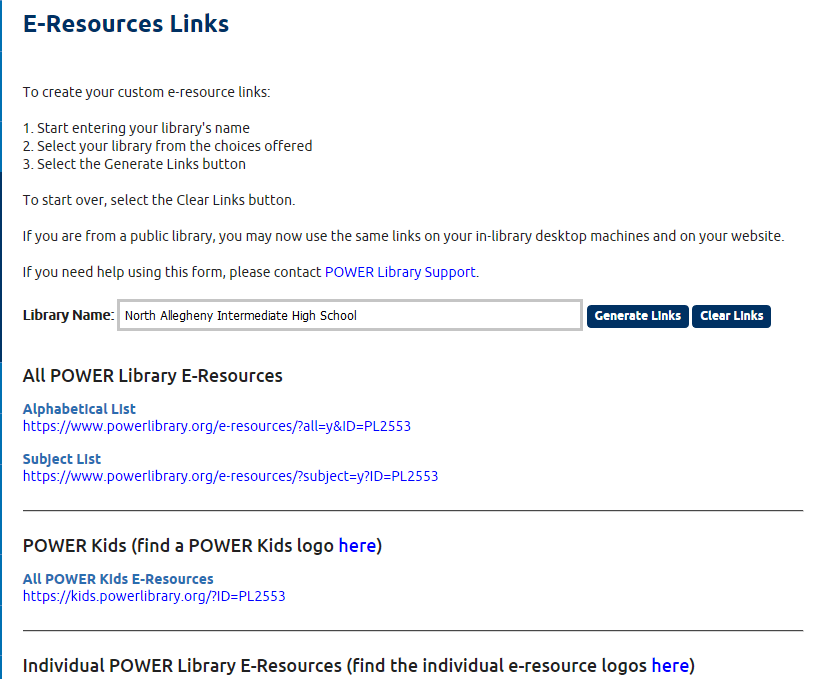 E-Resources Links
To create your custom e-resource links:
1. Start entering your library's name
2. Select your library from the choices offered
3. Select the Generate Links button
To start over, select the Clear Links button.
If you are from a public library, you may now use the same links on your in-library desktop machines and on your website.
If you need help using this form, please contact POWER Library Support.
Library Name: North Allegheny Intermediate High School Generate Links Clear Links
All POWER Library E-Resources
Alphabetical List
https://www.powerlibrary.org/e-resources/?all=y&ID=PL2553
Subject List
https://www.powerlibrary.org/e-resources/?subject=y?ID=PL2553
POWER Kids (find a POWER Kids logo here)
All POWER Kids E-Resources
https://kids.powerlibrary.org/?ID=PL2553
Individual POWER Library E-Resources (find the individual e-resource logos here)